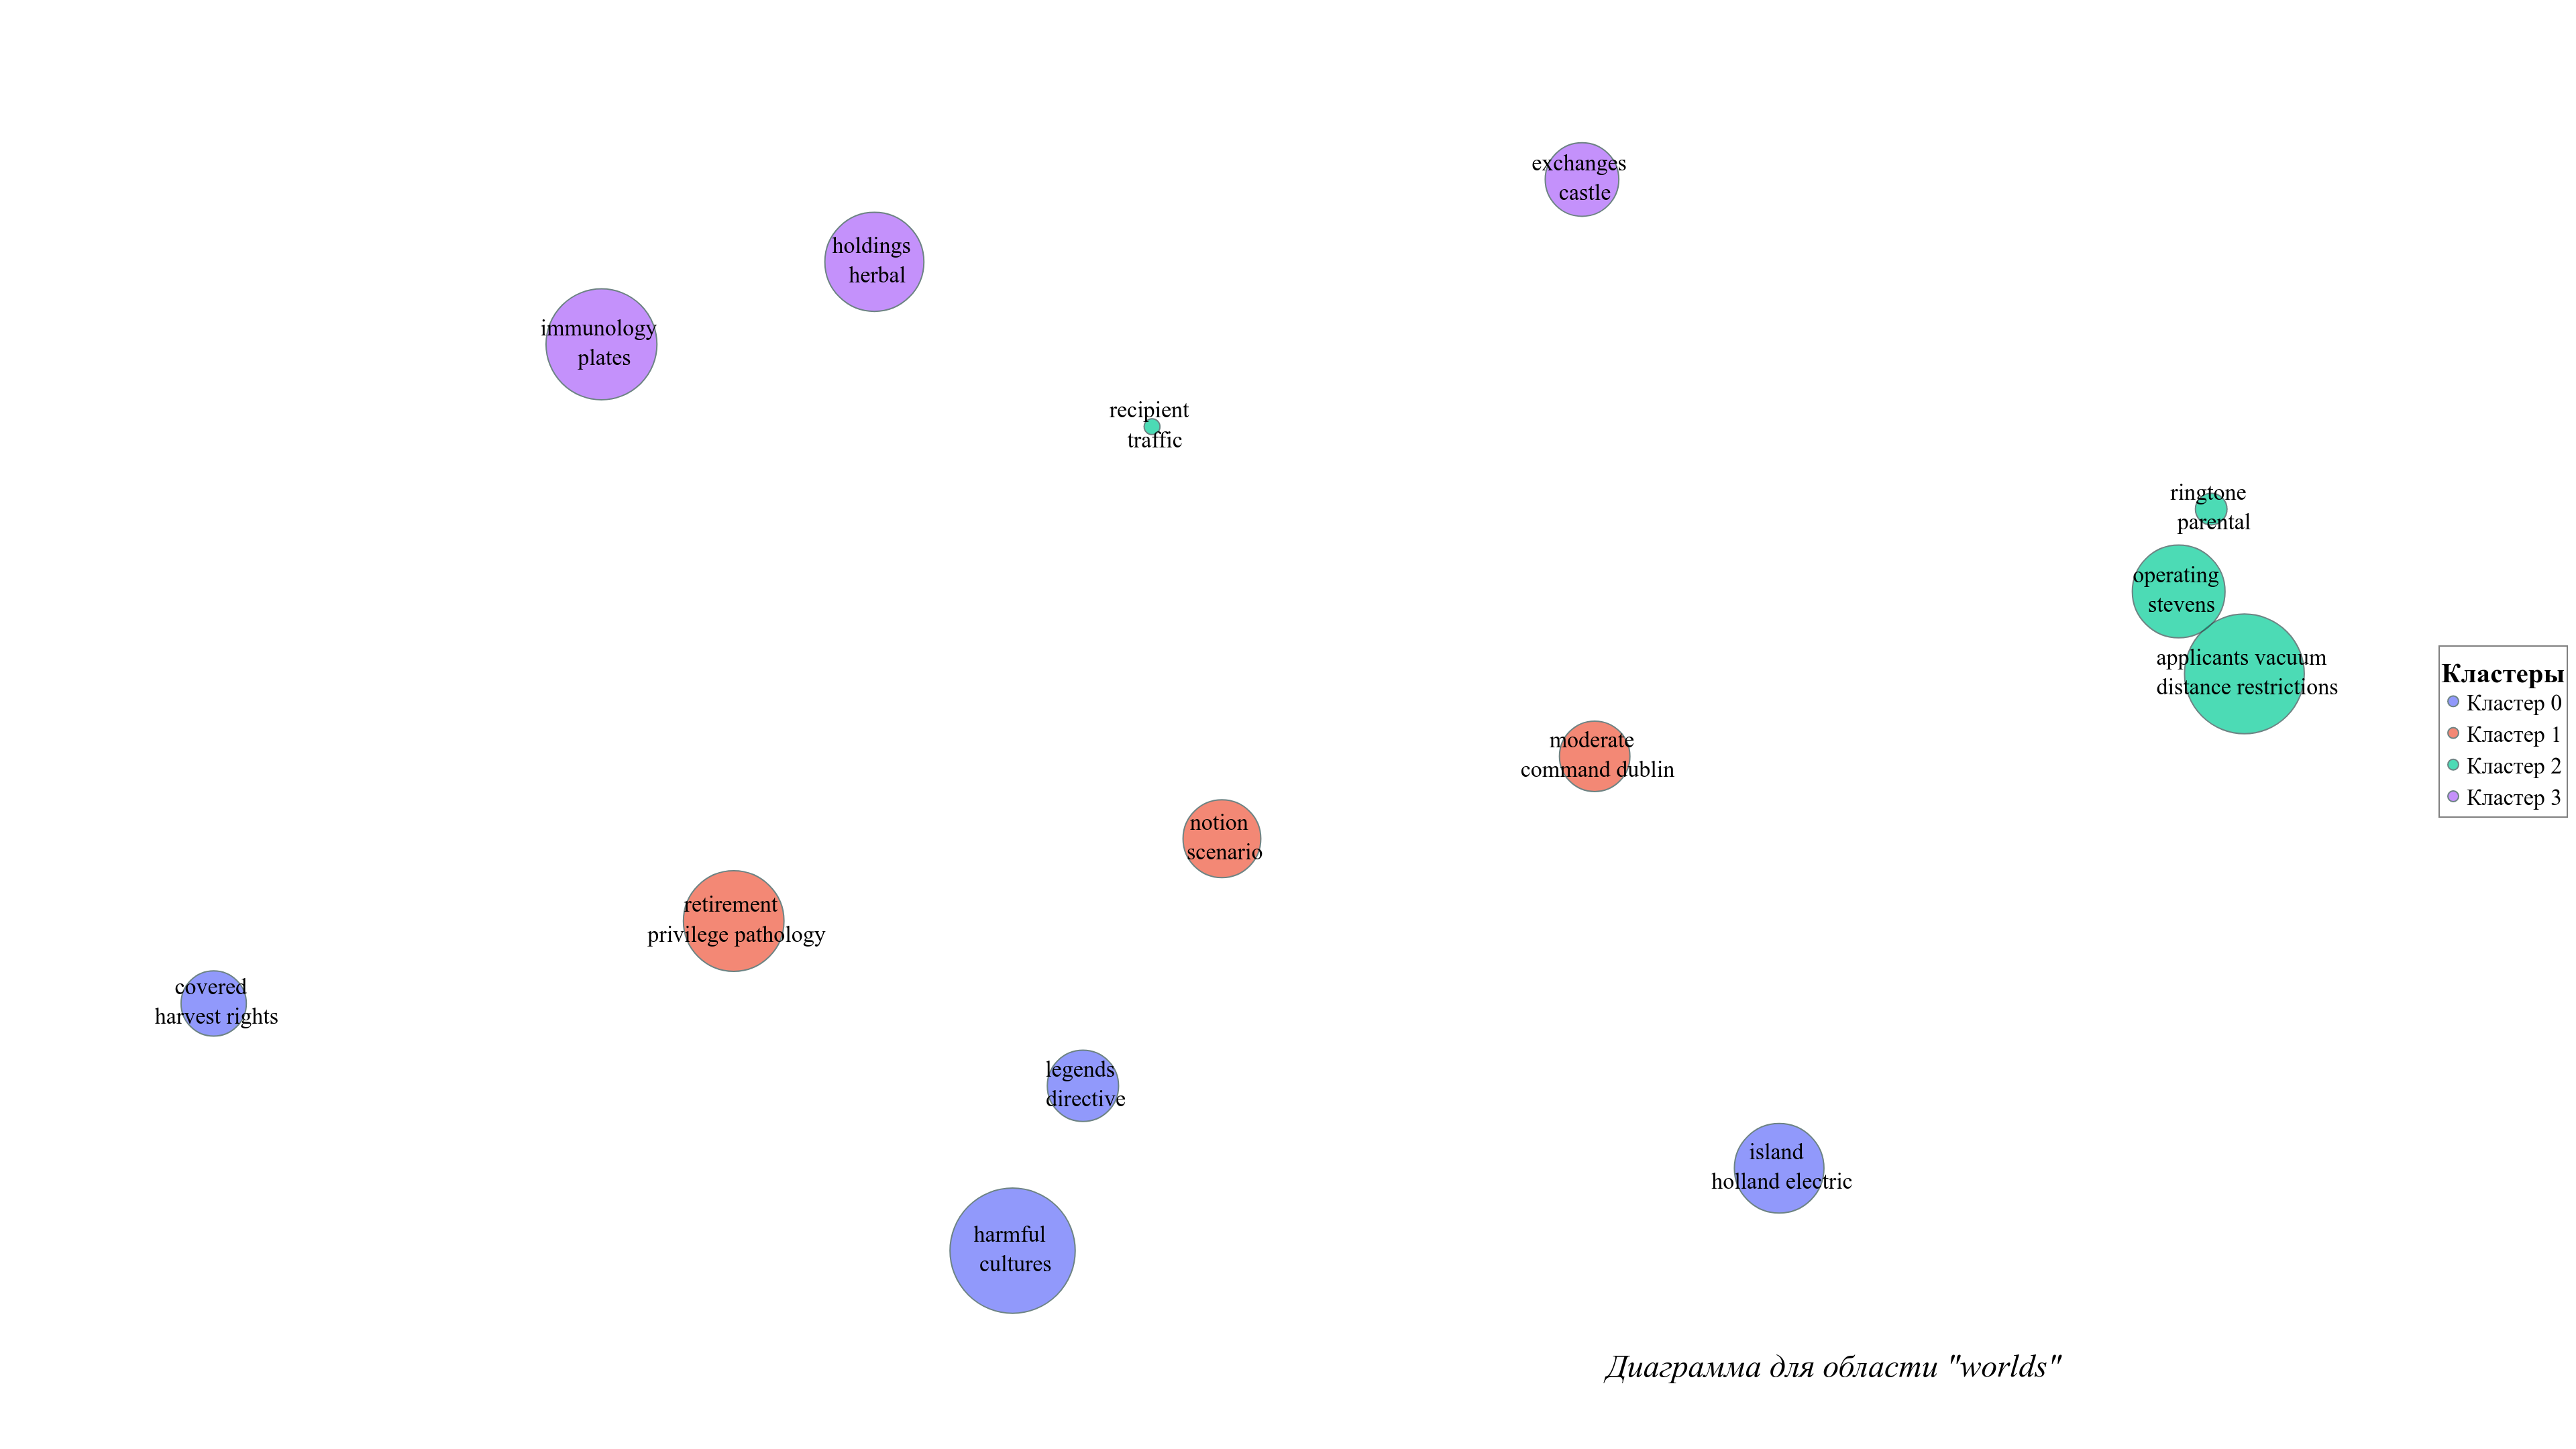 exchanges
castle
holdings
herbal
immunology
plates
recipient
traffic
ringtone
parental
operating
stevens
applicants vacuum
distance restrictions
moderate
command dublin
notion
scenario
retirement
privilege pathology
covered
harvest rights
legends
directive
island
holland electric
harmful
cultures
Кластеры
Кластер 0
Кластер 1
Кластер 2
Кластер 3
Диаграмма для области "worlds"